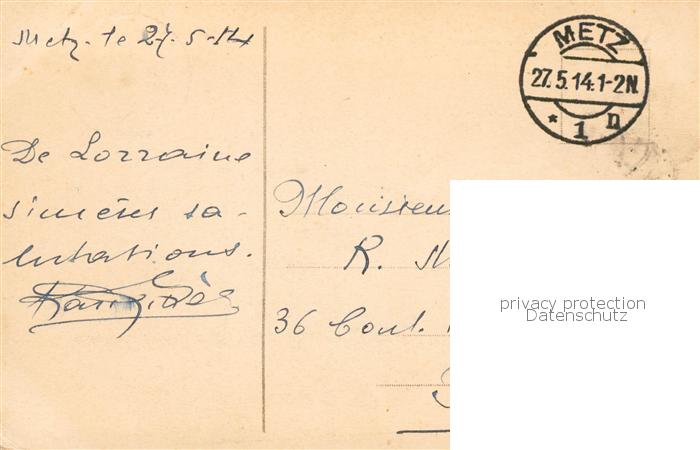 Metz. le 27.5-14
METZ
27.5.14.1-2N.
* 1 n
De Lorraine
sincères sa-
lutations.
Monsieur
R. N
36 Boul.
privacy protection
Datenschutz